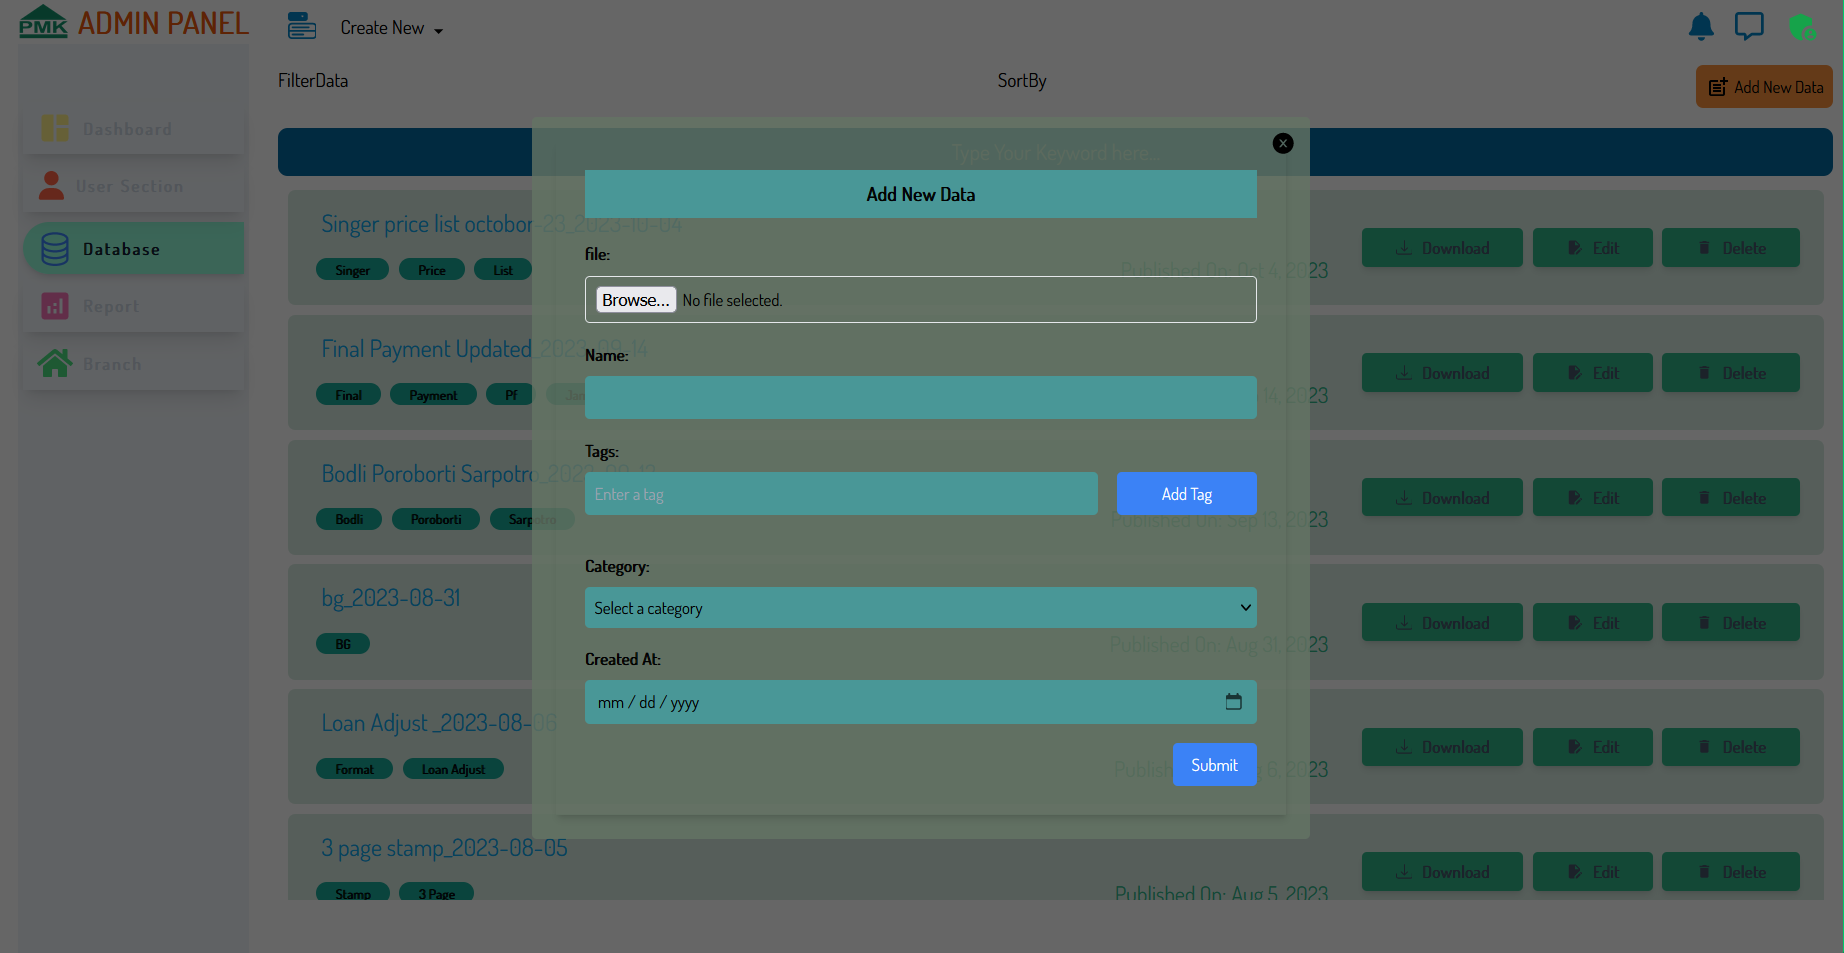 PMK ADMIN PANEL
Create New
FilterData
SortBy
Add New Data
Dashboard
User Section
Database
Report
Branch
Type Your Keyword here...
Add New Data
file:
Browse... No file selected.
Name:
Tags:
Enter a tag
Add Tag
Category:
Select a category
Created At:
mm / dd / yyyy
Submit
Singer price list octobor-23_2023-10-04
Singer Price List
Published On: Oct 4, 2023
Download Edit Delete
Final Payment Updated_2023-09-14
Final Payment Pf
14, 2023
Download Edit Delete
Bodli Poroborti Sarpotro_2023-09-13
Bodli Poroborti Sarpotro
Published On: Sep 13, 2023
Download Edit Delete
bg_2023-08-31
BG
Published On: Aug 31, 2023
Download Edit Delete
Loan Adjust _2023-08-06
Format Loan Adjust
6, 2023
Download Edit Delete
3 page stamp_2023-08-05
Stamp 3 Page
Published On: Aug 5, 2023
Download Edit Delete